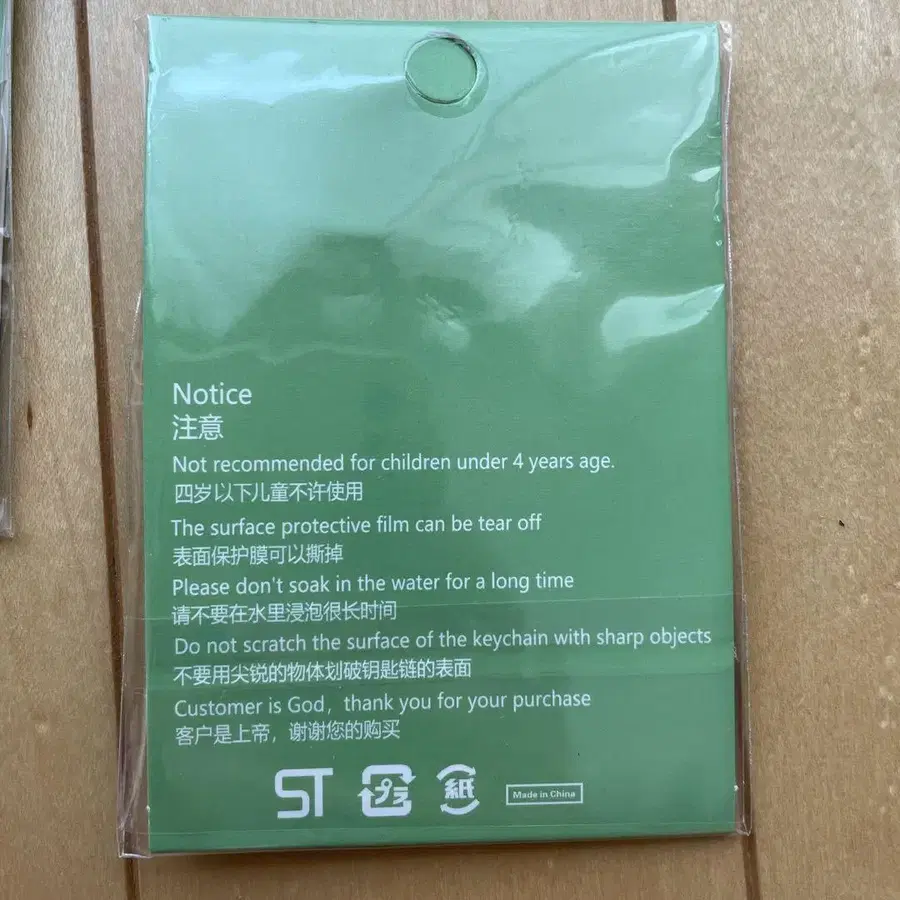 Notice
注意
Not recommended for children under 4 years age.
四岁以下儿童不许使用
The surface protective film can be tear off
表面保护膜可以撕掉
Please don't soak in the water for a long time
请不要在水里浸泡很长时间
Do not scratch the surface of the keychain with sharp objects
不要用尖锐的物体划破钥匙链的表面
Customer is God，thank you for your purchase
客户是上帝，谢谢您的购买
ST プラ 紙 Made in China